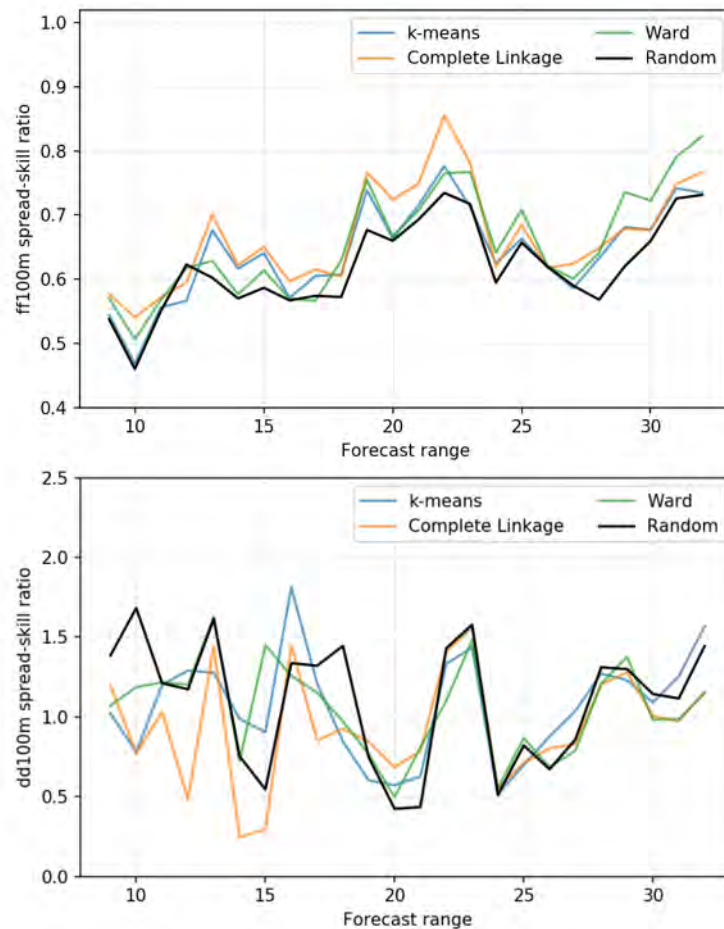 1.0
0.9
0.8
0.7
0.6
0.5
0.4
ff100m spread-skill ratio
k-means
Complete Linkage
Ward
Random
10 15 20 25 30
Forecast range
2.5
2.0
1.5
1.0
0.5
0.0
dd100m spread-skill ratio
k-means
Complete Linkage
Ward
Random
10 15 20 25 30
Forecast range